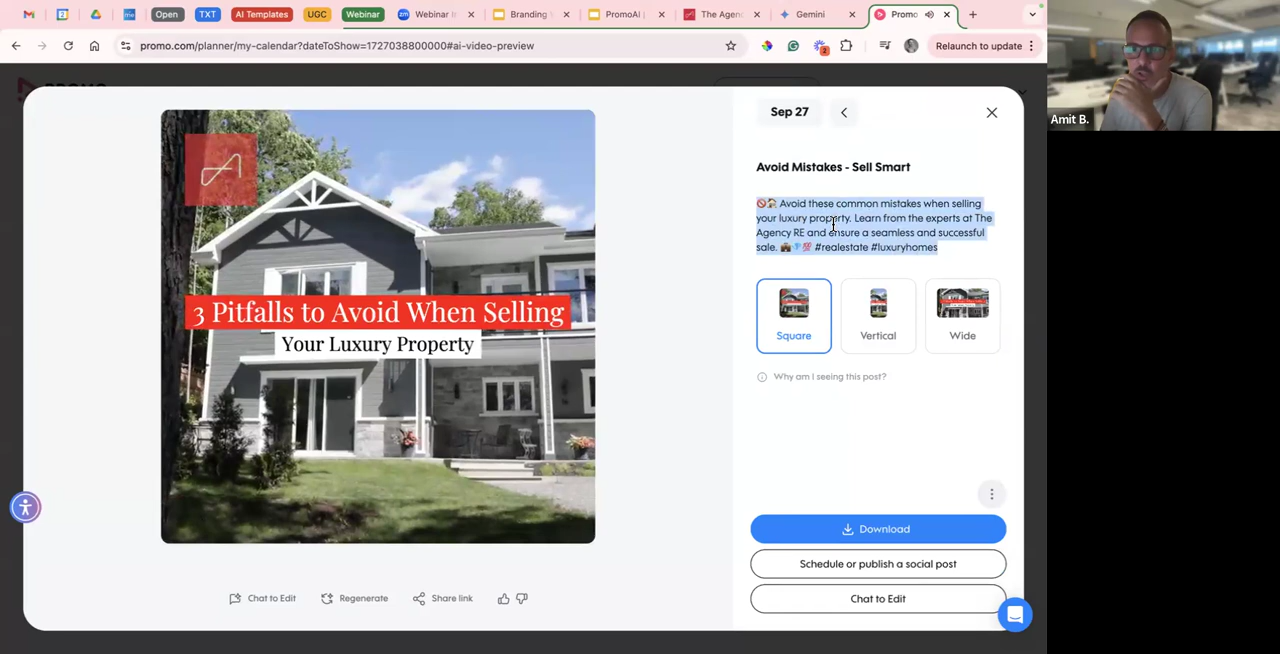 Open
TXT
AI Templates
UGC
Webinar
Webinar
Branding
PromoAI
The Agen
Gemini
Promo
promo.com/planner/my-calendar?dateToShow=1727038800000#ai-video-preview
2
Relaunch to update
Amit B.
Sep 27
Avoid Mistakes - Sell Smart
🚫🏠 Avoid these common mistakes when selling
your luxury property. Learn from the experts at The
Agency RE and ensure a seamless and successful
sale. 💼💎💯 #realestate #luxuryhomes
3 Pitfalls to Avoid When Selling
Your Luxury Property
Square
Vertical
Wide
Why am I seeing this post?
Download
Schedule or publish a social post
Chat to Edit
Chat to Edit
Regenerate
Share link